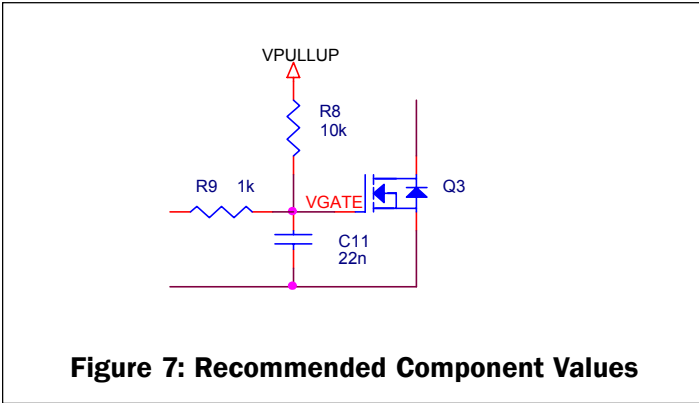 VPULLUP
R8
10k
R9 1k
VGATE
Q3
C11
22n
Figure 7: Recommended Component Values